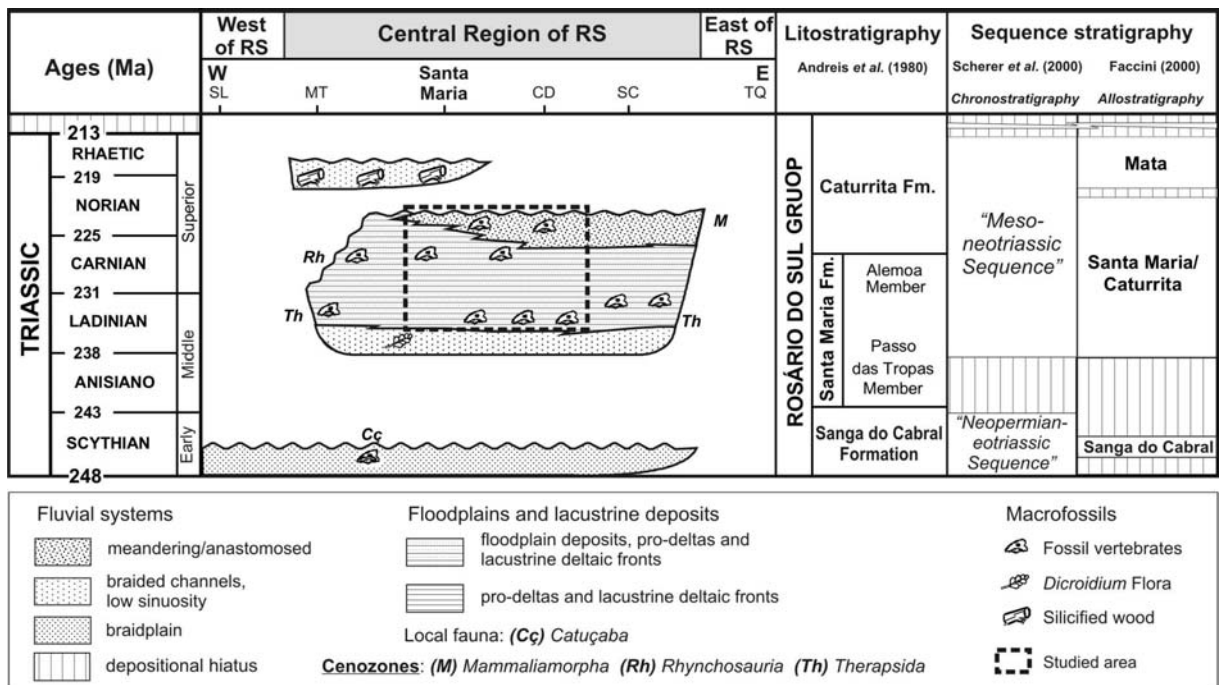 Ages (Ma)
West
of RS
Central Region of RS
East of
RS
W
E
SL
MT
Santa
Maria
CD
SC
TQ
Litostratigraphy
Andreis et al. (1980)
Sequence stratigraphy
Scherer et al. (2000)
Chronostratigraphy
Faccini (2000)
Allostratigraphy
TRIASSIC
213
RHAETIC
219
NORIAN
225
CARNIAN
231
LADINIAN
238
ANISIANO
243
SCYTHIAN
248
Superior
Middle
Early
M
Rh
Th
Th
Cç
ROSÁRIO DO SUL GRUOP
Caturrita Fm.
Santa Maria Fm.
Alemoa
Member
Passo
das Tropas
Member
Sanga do Cabral
Formation
“Meso-
neotriassic
Sequence”
“Neopermian-
eotriassic
Sequence”
Mata
Santa Maria/
Caturrita
Sanga do Cabral
Fluvial systems
meandering/anastomosed
braided channels,
low sinuosity
braidplain
depositional hiatus
Floodplains and lacustrine deposits
floodplain deposits, pro-deltas and
lacustrine deltaic fronts
pro-deltas and lacustrine deltaic fronts
Local fauna: (Cç) Catuçaba
Cenozones: (M) Mammaliamorpha (Rh) Rhynchosauria (Th) Therapsida
Macrofossils
Fossil vertebrates
Dicroidium Flora
Silicified wood
Studied area